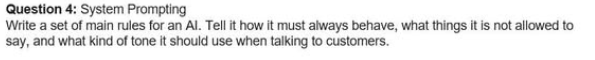 Question 4: System Prompting
Write a set of main rules for an AI. Tell it how it must always behave, what things it is not allowed to
say, and what kind of tone it should use when talking to customers.